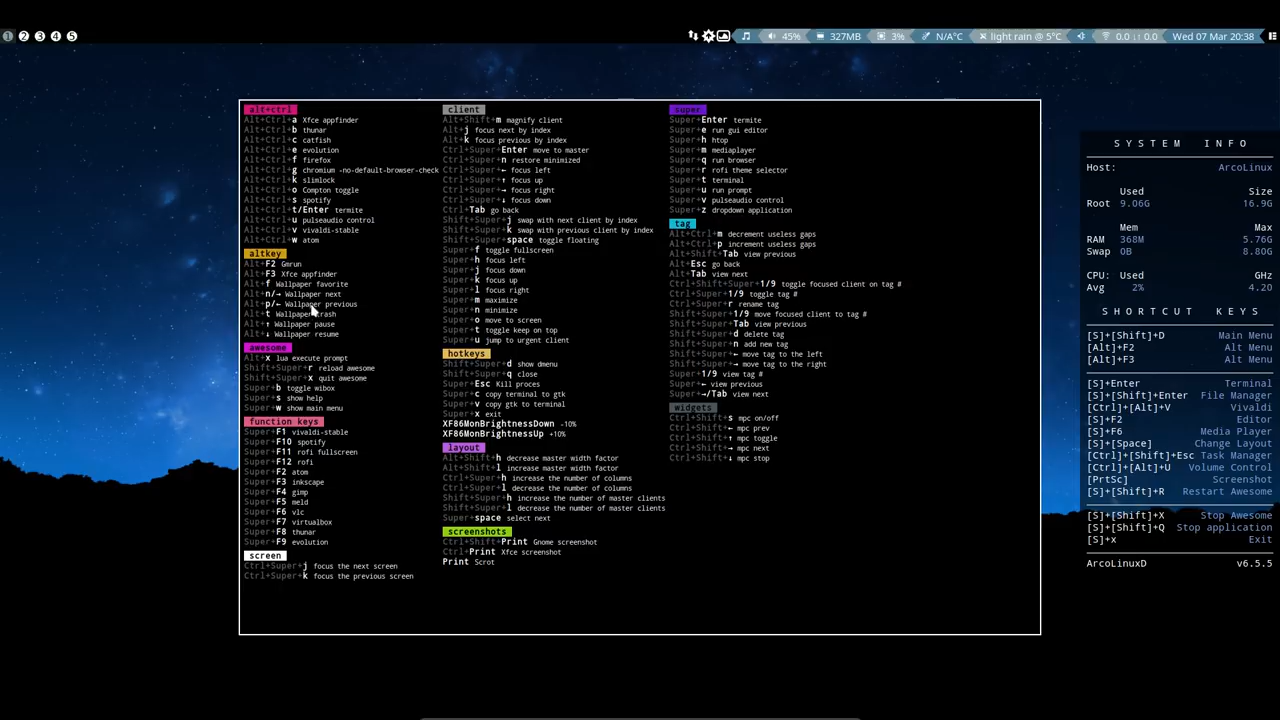 1 2 3 4 5
45% 327MB 3% N/A°C light rain @ 5°C 0.0 ↓↑ 0.0 Wed 07 Mar 20:38
alt+ctrl
Alt+Ctrl+a Xfce appfinder
Alt+Ctrl+b thunar
Alt+Ctrl+c catfish
Alt+Ctrl+e evolution
Alt+Ctrl+f firefox
Alt+Ctrl+g chromium -no-default-browser-check
Alt+Ctrl+k slimlock
Alt+Ctrl+o Compton toggle
Alt+Ctrl+s spotify
Alt+Ctrl+t/Enter termite
Alt+Ctrl+u pulseaudio control
Alt+Ctrl+v vivaldi-stable
Alt+Ctrl+w atom
altkey
Alt+F2 Gmrun
Alt+F3 Xfce appfinder
Alt+f Wallpaper favorite
Alt+n/→ Wallpaper next
Alt+p/← Wallpaper previous
Alt+t Wallpaper trash
Alt+↑ Wallpaper pause
Alt+↓ Wallpaper resume
awesome
Alt+x lua execute prompt
Shift+Super+r reload awesome
Shift+Super+x quit awesome
Super+b toggle wibox
Super+s show help
Super+w show main menu
function keys
Super+F1 vivaldi-stable
Super+F10 spotify
Super+F11 rofi fullscreen
Super+F12 rofi
Super+F2 atom
Super+F3 inkscape
Super+F4 gimp
Super+F5 meld
Super+F6 vlc
Super+F7 virtualbox
Super+F8 thunar
Super+F9 evolution
screen
Ctrl+Super+j focus the next screen
Ctrl+Super+k focus the previous screen
client
Alt+Shift+m magnify client
Alt+j focus next by index
Alt+k focus previous by index
Ctrl+Super+Enter move to master
Ctrl+Super+n restore minimized
Ctrl+Super+← focus left
Ctrl+Super+↑ focus up
Ctrl+Super+→ focus right
Ctrl+Super+↓ focus down
Ctrl+Tab go back
Shift+Super+j swap with next client by index
Shift+Super+k swap with previous client by index
Shift+Super+space toggle floating
Super+f toggle fullscreen
Super+h focus left
Super+j focus down
Super+k focus up
Super+l focus right
Super+m maximize
Super+n minimize
Super+o move to screen
Super+t toggle keep on top
Super+u jump to urgent client
hotkeys
Shift+Super+d show dmenu
Shift+Super+q close
Super+Esc Kill proces
Super+c copy terminal to gtk
Super+v copy gtk to terminal
Super+x exit
XF86MonBrightnessDown -10%
XF86MonBrightnessUp +10%
layout
Alt+Shift+h decrease master width factor
Alt+Shift+l increase master width factor
Ctrl+Super+h increase the number of columns
Ctrl+Super+l decrease the number of columns
Shift+Super+h increase the number of master clients
Shift+Super+l decrease the number of master clients
Super+space select next
screenshots
Ctrl+Shift+Print Gnome screenshot
Ctrl+Print Xfce screenshot
Print Scrot
super
Super+Enter termite
Super+e run gui editor
Super+h htop
Super+m mediaplayer
Super+q run browser
Super+r rofi theme selector
Super+t terminal
Super+u run prompt
Super+v pulseaudio control
Super+z dropdown application
tag
Alt+Ctrl+m decrement useless gaps
Alt+Ctrl+p increment useless gaps
Alt+Shift+Tab view previous
Alt+Esc go back
Alt+Tab view next
Ctrl+Shift+Super+1/9 toggle focused client on tag #
Ctrl+Super+1/9 toggle tag #
Ctrl+Super+r rename tag
Shift+Super+1/9 move focused client to tag #
Shift+Super+Tab view previous
Shift+Super+d delete tag
Shift+Super+n add new tag
Shift+Super+← move tag to the left
Shift+Super+→ move tag to the right
Super+1/9 view tag #
Super+← view previous
Super+→/Tab view next
widgets
Ctrl+Shift+s mpc on/off
Ctrl+Shift+← mpc prev
Ctrl+Shift+↑ mpc toggle
Ctrl+Shift+→ mpc next
Ctrl+Shift+↓ mpc stop
SYSTEM INFO
Host: ArcoLinux
Used Size
Root 9.06G 16.9G
Mem Max
RAM 368M 5.76G
Swap 0B 8.80G
CPU: Used GHz
Avg 2% 4.20
SHORTCUT KEYS
[S]+[Shift]+D Main Menu
[Alt]+F2 Alt Menu
[Alt]+F3 Alt Menu
[S]+Enter Terminal
[S]+[Shift]+Enter File Manager
[Ctrl]+[Alt]+V Vivaldi
[S]+F2 Editor
[S]+F6 Media Player
[S]+[Space] Change Layout
[Ctrl]+[Shift]+Esc Task Manager
[Ctrl]+[Alt]+U Volume Control
[PrtSc] Screenshot
[S]+[Shift]+R Restart Awesome
[S]+[Shift]+X Stop Awesome
[S]+[Shift]+Q Stop application
[S]+x Exit
ArcoLinuxD v6.5.5